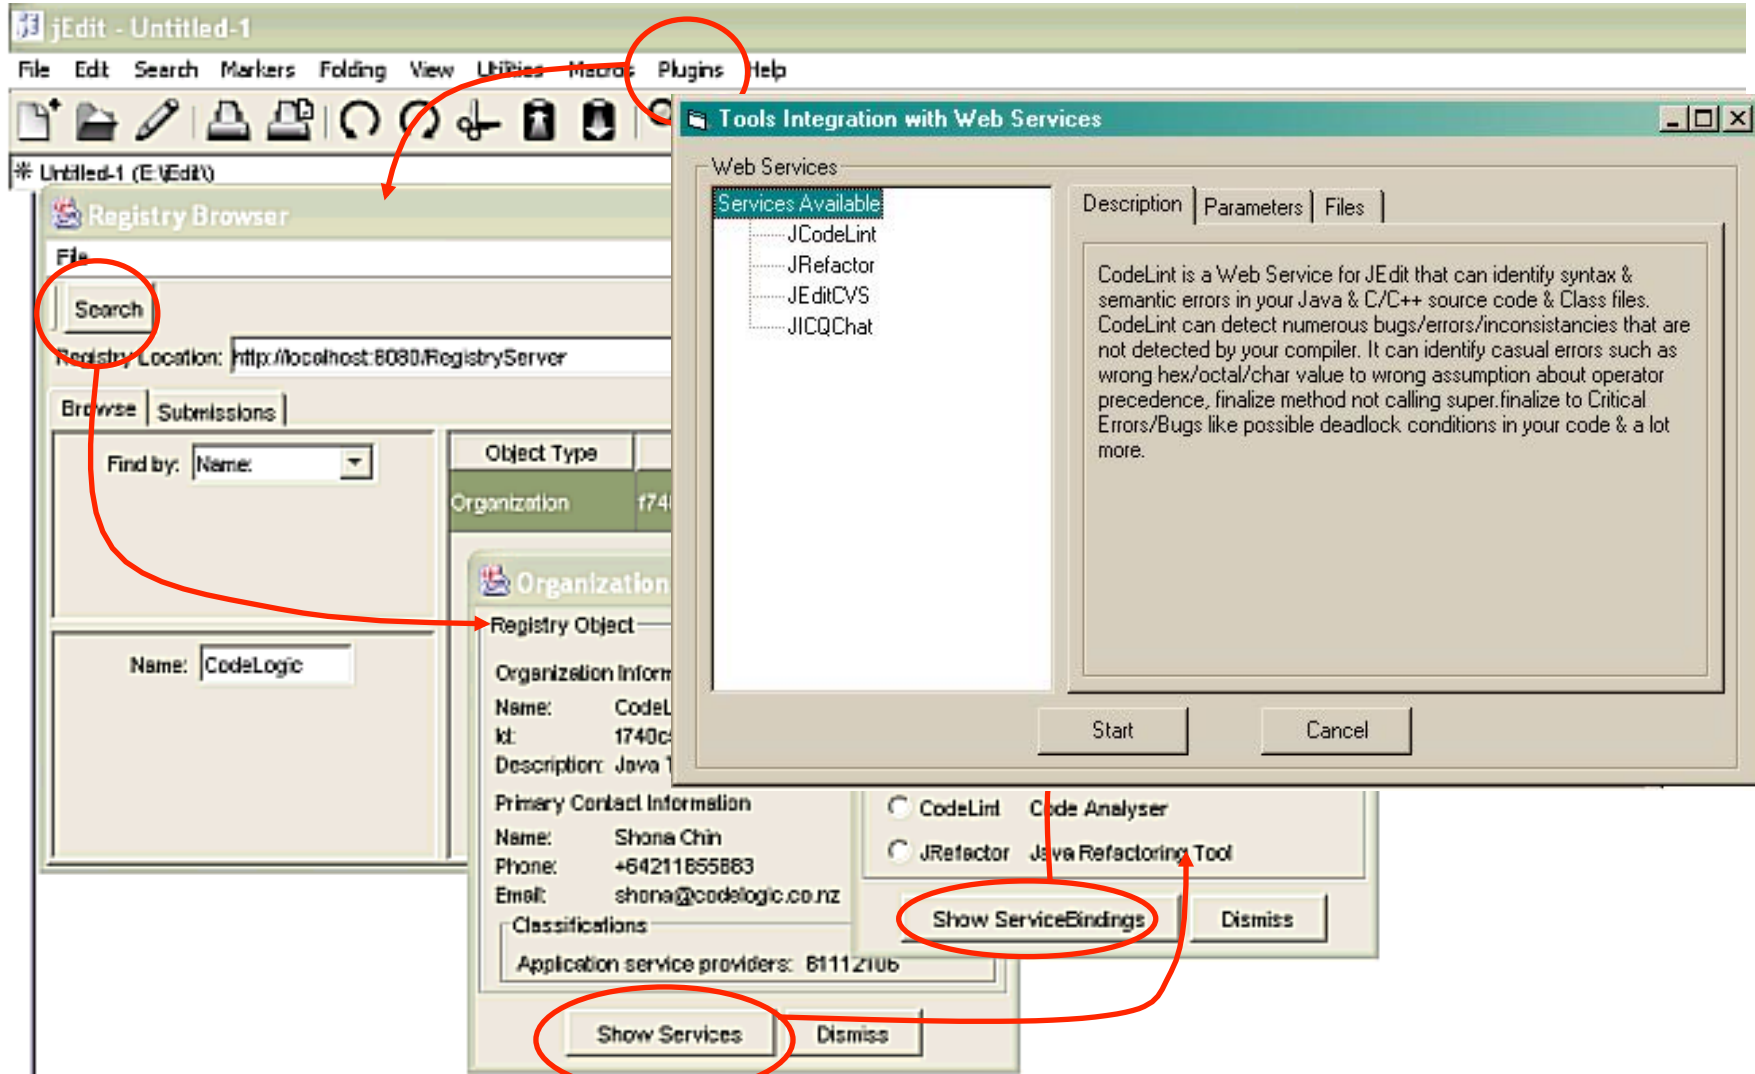 jEdit - Untitled-1
File Edit Search Markers Folding View Utilities Macros Plugins Help
Untitled-1 (E:\jEdit\)
Registry Browser
File
Search
Registry Location: http://localhost:8080/RegistryServer
Browse Submissions
Find by: Name:
Object Type
Organization
Name: CodeLogic
Organization
Registry Object
Organization Inform
Name: CodeL
Id:
Description: Java
Primary Contact Information
Name: Shona Chin
Phone: +64211855883
Email: shona@codelogic.co.nz
Classifications
Application service providers: 81112106
Show Services Dismiss
CodeLint Code Analyser
JRefactor Java Refactoring Tool
Show ServiceBindings Dismiss
Tools Integration with Web Services
Web Services
Services Available
JCodeLint
JRefactor
JEditCVS
JICQChat
Description Parameters Files
CodeLint is a Web Service for JEdit that can identify syntax &
semantic errors in your Java & C/C++ source code & Class files.
CodeLint can detect numerous bugs/errors/inconsistancies that are
not detected by your compiler. It can identify casual errors such as
wrong hex/octal/char value to wrong assumption about operator
precedence, finalize method not calling super.finalize to Critical
Errors/Bugs like possible deadlock conditions in your code & a lot
more.
Start Cancel